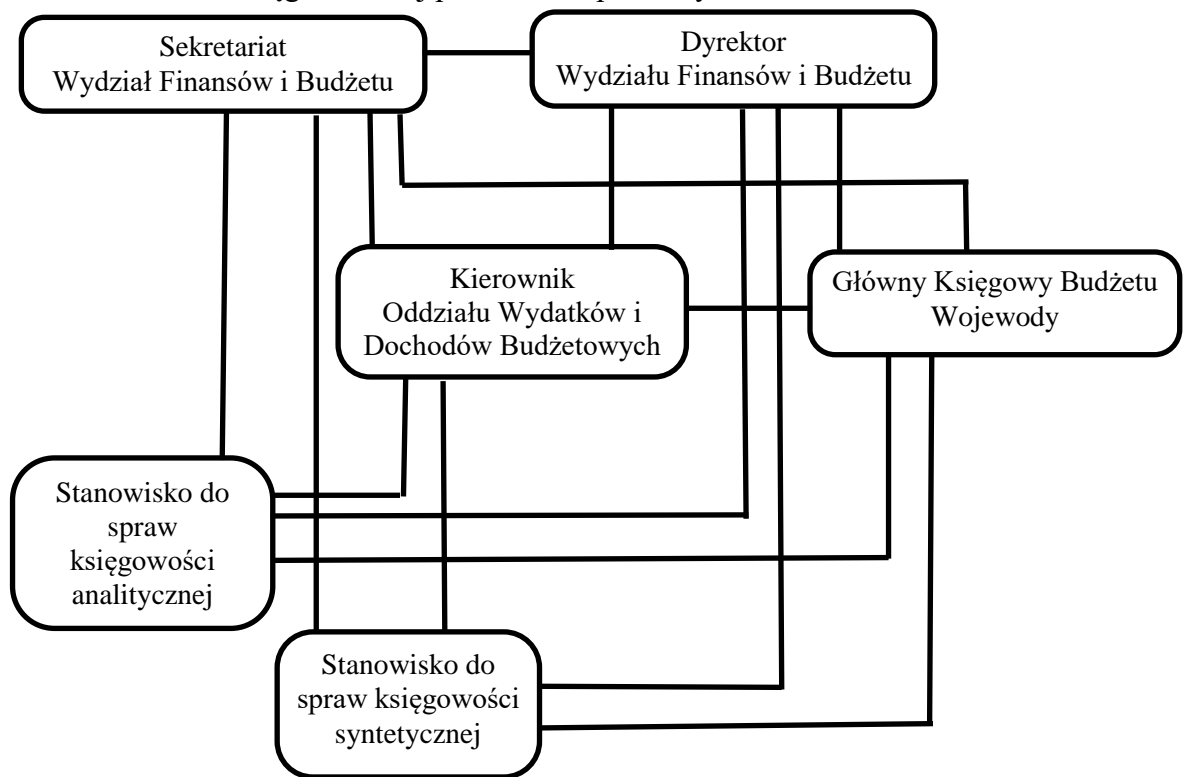 Sekretariat
Wydział Finansów i Budżetu
Dyrektor
Wydziału Finansów i Budżetu
Kierownik
Oddziału Wydatków i
Dochodów Budżetowych
Główny Księgowy Budżetu
Wojewody
Stanowisko do
spraw
księgowości
analitycznej
Stanowisko do
spraw księgowości
syntetycznej